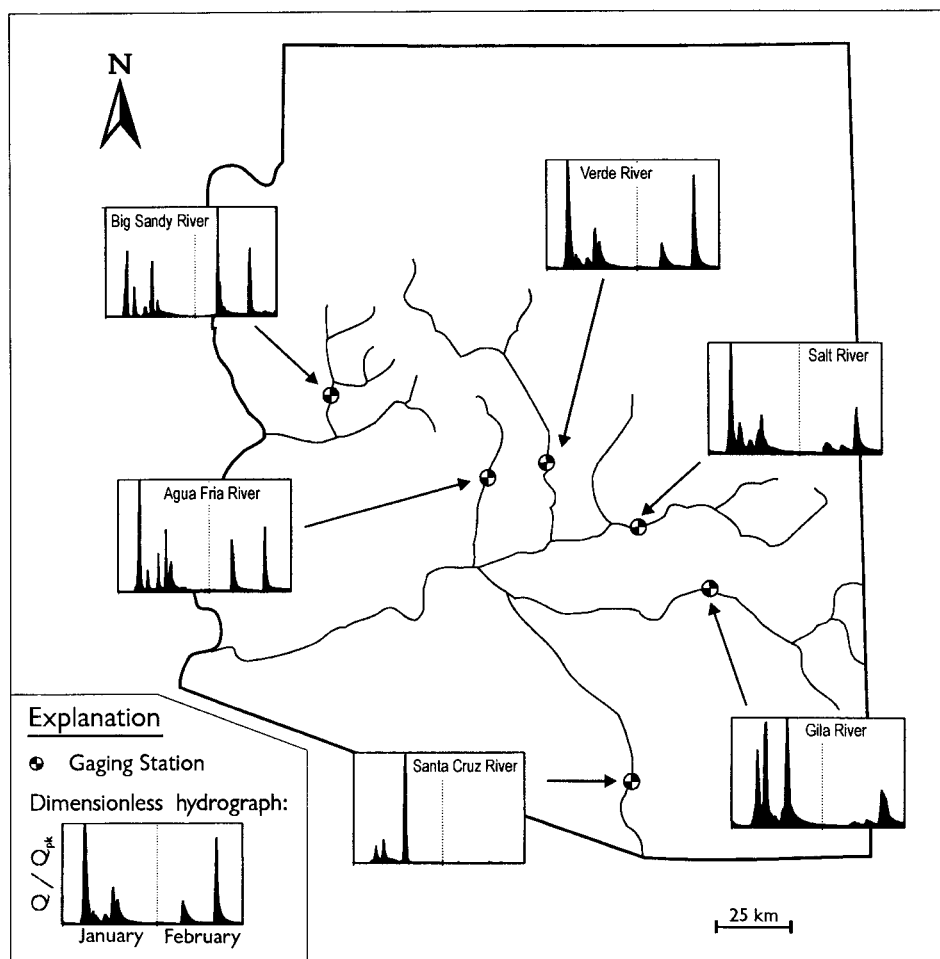 N
Verde River
Big Sandy River
Salt River
Agua Fria River
Explanation
Gaging Station
Dimensionless hydrograph:
Q / Qpk
January February
Santa Cruz River
Gila River
25 km